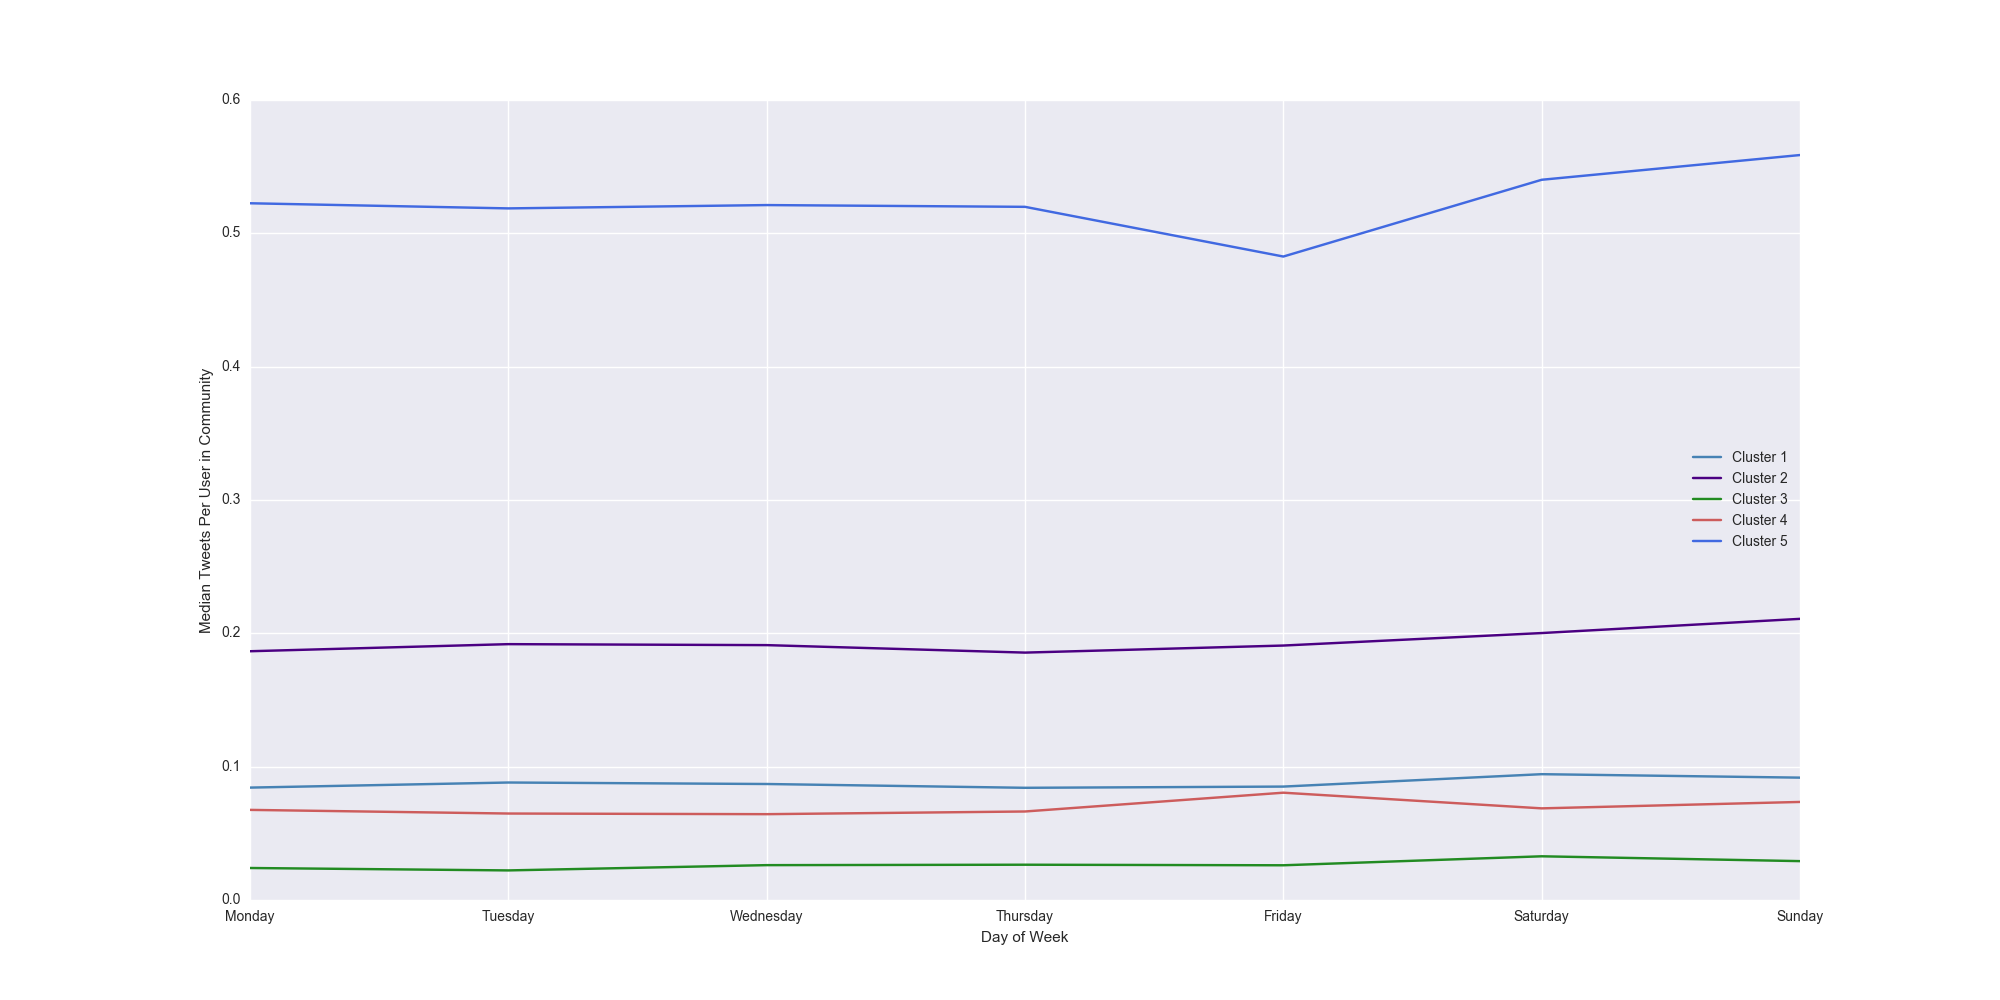 0.6
0.5
0.4
0.3
0.2
0.1
0.0
Median Tweets Per User in Community
Cluster 1
Cluster 2
Cluster 3
Cluster 4
Cluster 5
Monday Tuesday Wednesday Thursday Friday Saturday Sunday
Day of Week